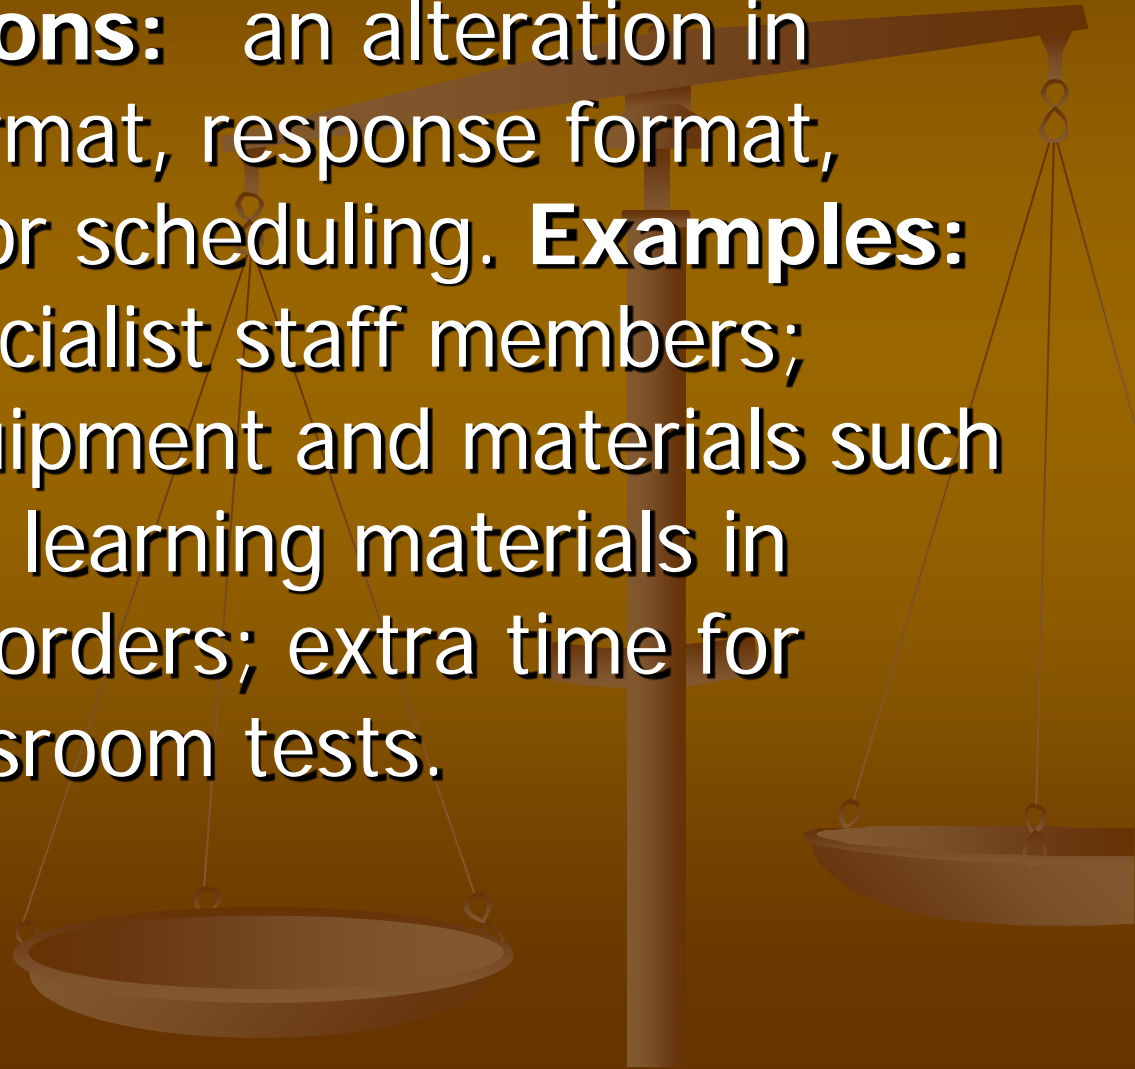 ons: an alteration in
rmat, response format,
or scheduling. Examples:
cialist staff members;
uipment and materials such
learning materials in
orders; extra time for
sroom tests.